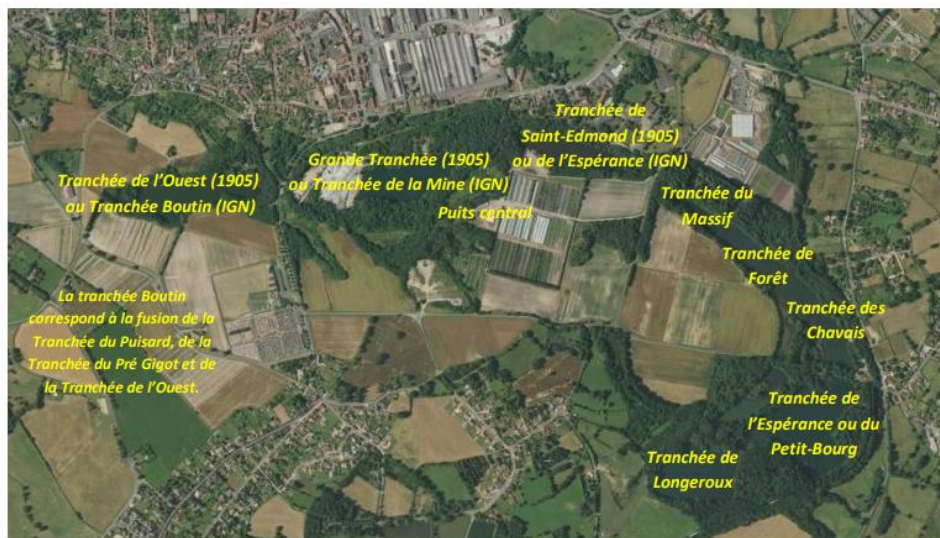 Tranchée de
Saint-Edmond (1905)
ou de l'Espérance (IGN)
Grande Tranchée (1905)
ou Tranchée de la Mine (IGN)
Tranchée de l'Ouest (1905)
ou Tranchée Boutin (IGN)
Puits central
Tranchée du
Massif
Tranchée de
Forêt
La tranchée Boutin
correspond à la fusion de la
Tranchée du Puisard, de la
Tranchée du Pré Gigot et de
la Tranchée de l'Ouest.
Tranchée des
Chavais
Tranchée de
l'Espérance ou du
Petit-Bourg
Tranchée de
Longeroux